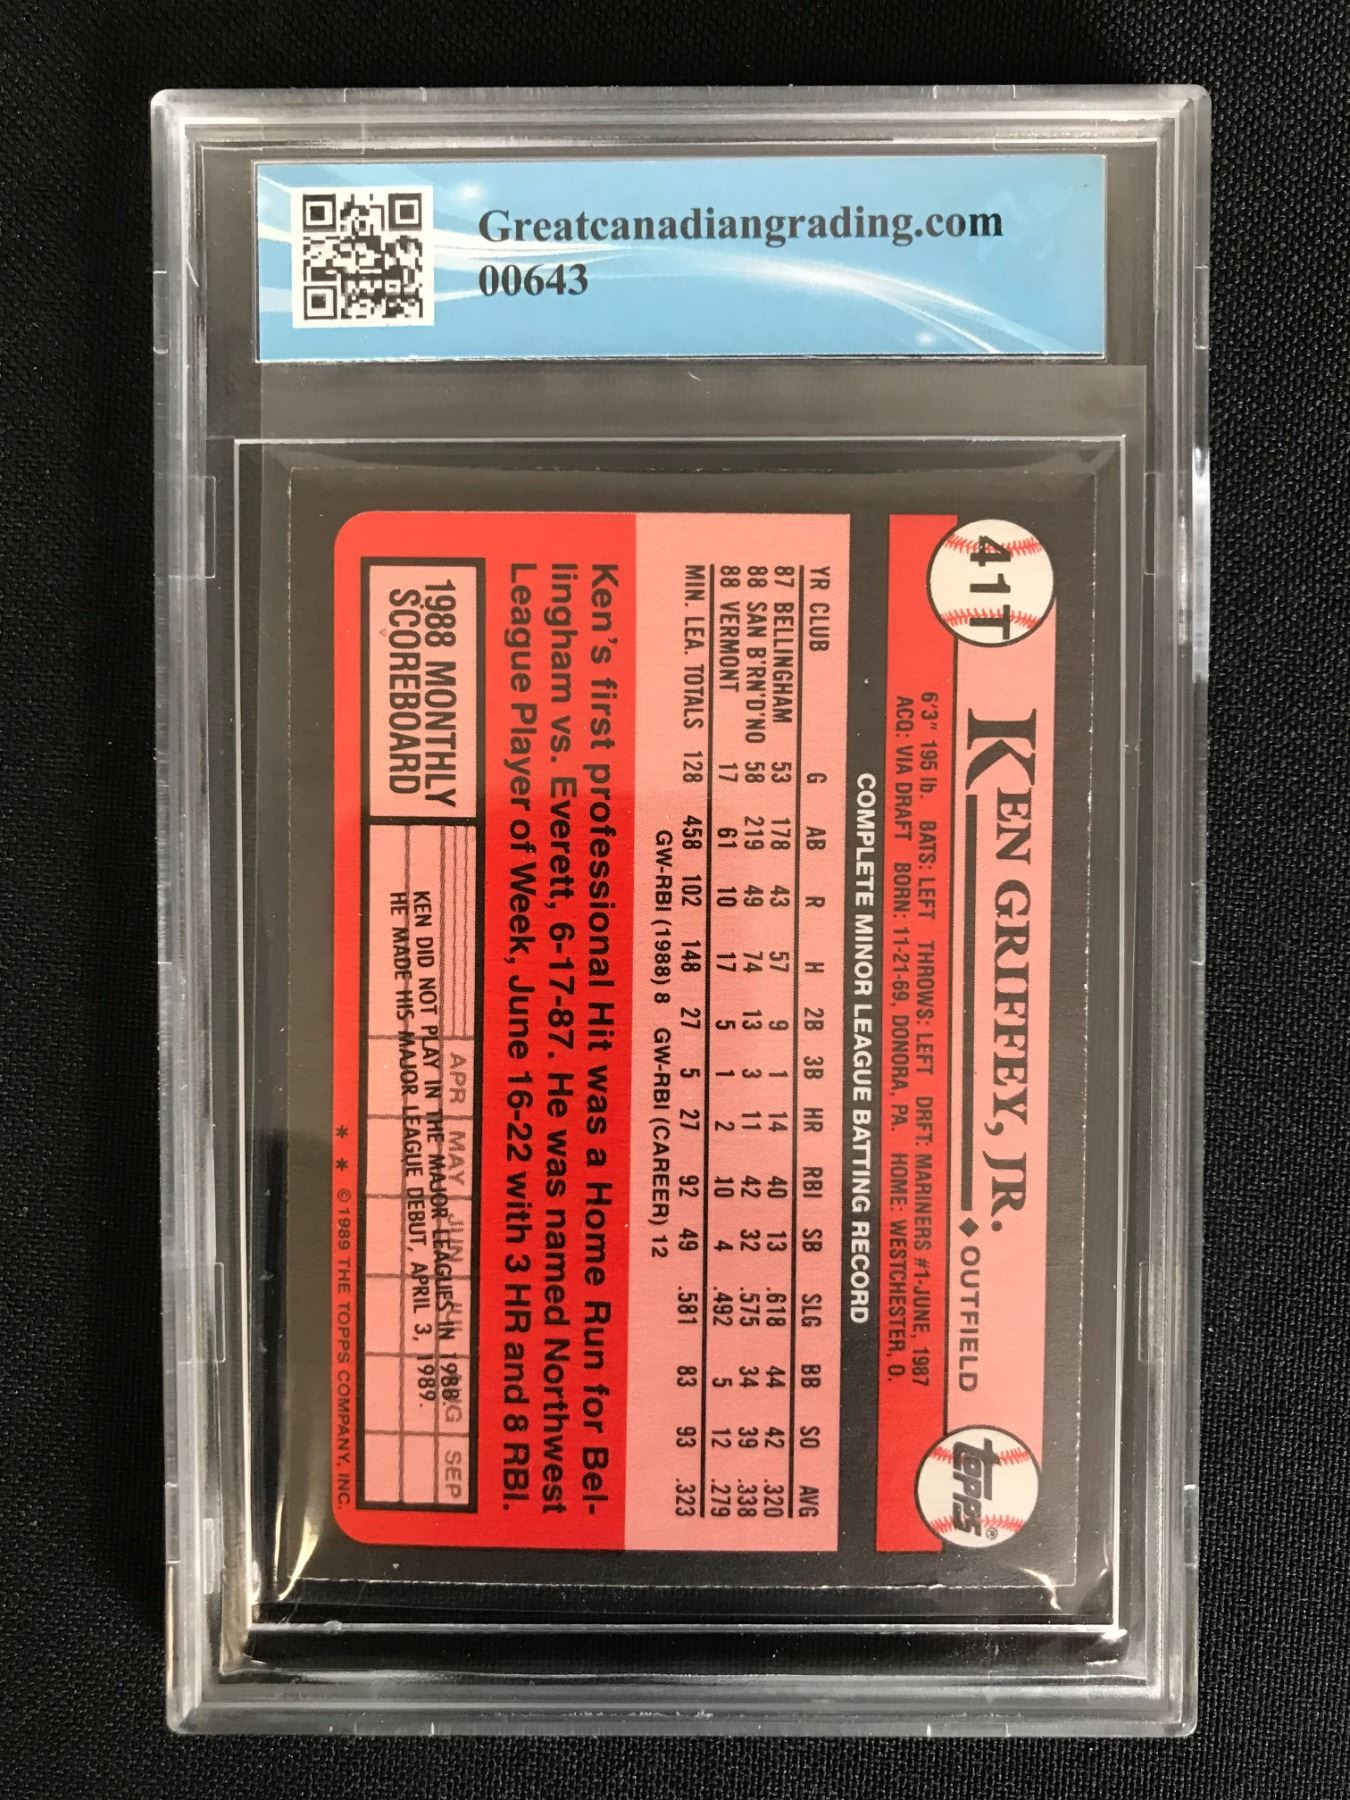 Greatcanadiangrading.com
00643
41T
KEN GRIFFEY, JR. ◆ OUTFIELD
topps®
6'3" 195 lb. BATS: LEFT THROWS: LEFT DRFT: MARINERS #1-JUNE, 1987
ACQ: VIA DRAFT BORN: 11-21-69, DONORA, PA. HOME: WESTCHESTER, O.
COMPLETE MINOR LEAGUE BATTING RECORD
YR CLUB G AB R H 2B 3B HR RBI SB SLG BB SO AVG
87 BELLINGHAM 53 178 43 57 9 1 14 40 13 .618 44 42 .320
88 SAN B'RN'D'NO 58 219 49 74 13 3 11 42 32 .575 34 39 .338
88 VERMONT 17 61 10 17 5 1 2 10 4 .492 5 12 .279
MIN. LEA. TOTALS 128 458 102 148 27 5 27 92 49 .581 83 93 .323
GW-RBI (1988) 8 GW-RBI (CAREER) 12
Ken's first professional Hit was a Home Run for Bel-
lingham vs. Everett, 6-17-87. He was named Northwest
League Player of Week, June 16-22 with 3 HR and 8 RBI.
1988 MONTHLY
SCOREBOARD
APR MAY JUN JUL AUG SEP
KEN DID NOT PLAY IN THE MAJOR LEAGUES IN 1988.
HE MADE HIS MAJOR LEAGUE DEBUT, APRIL 3, 1989.
* * © 1989 THE TOPPS COMPANY, INC.